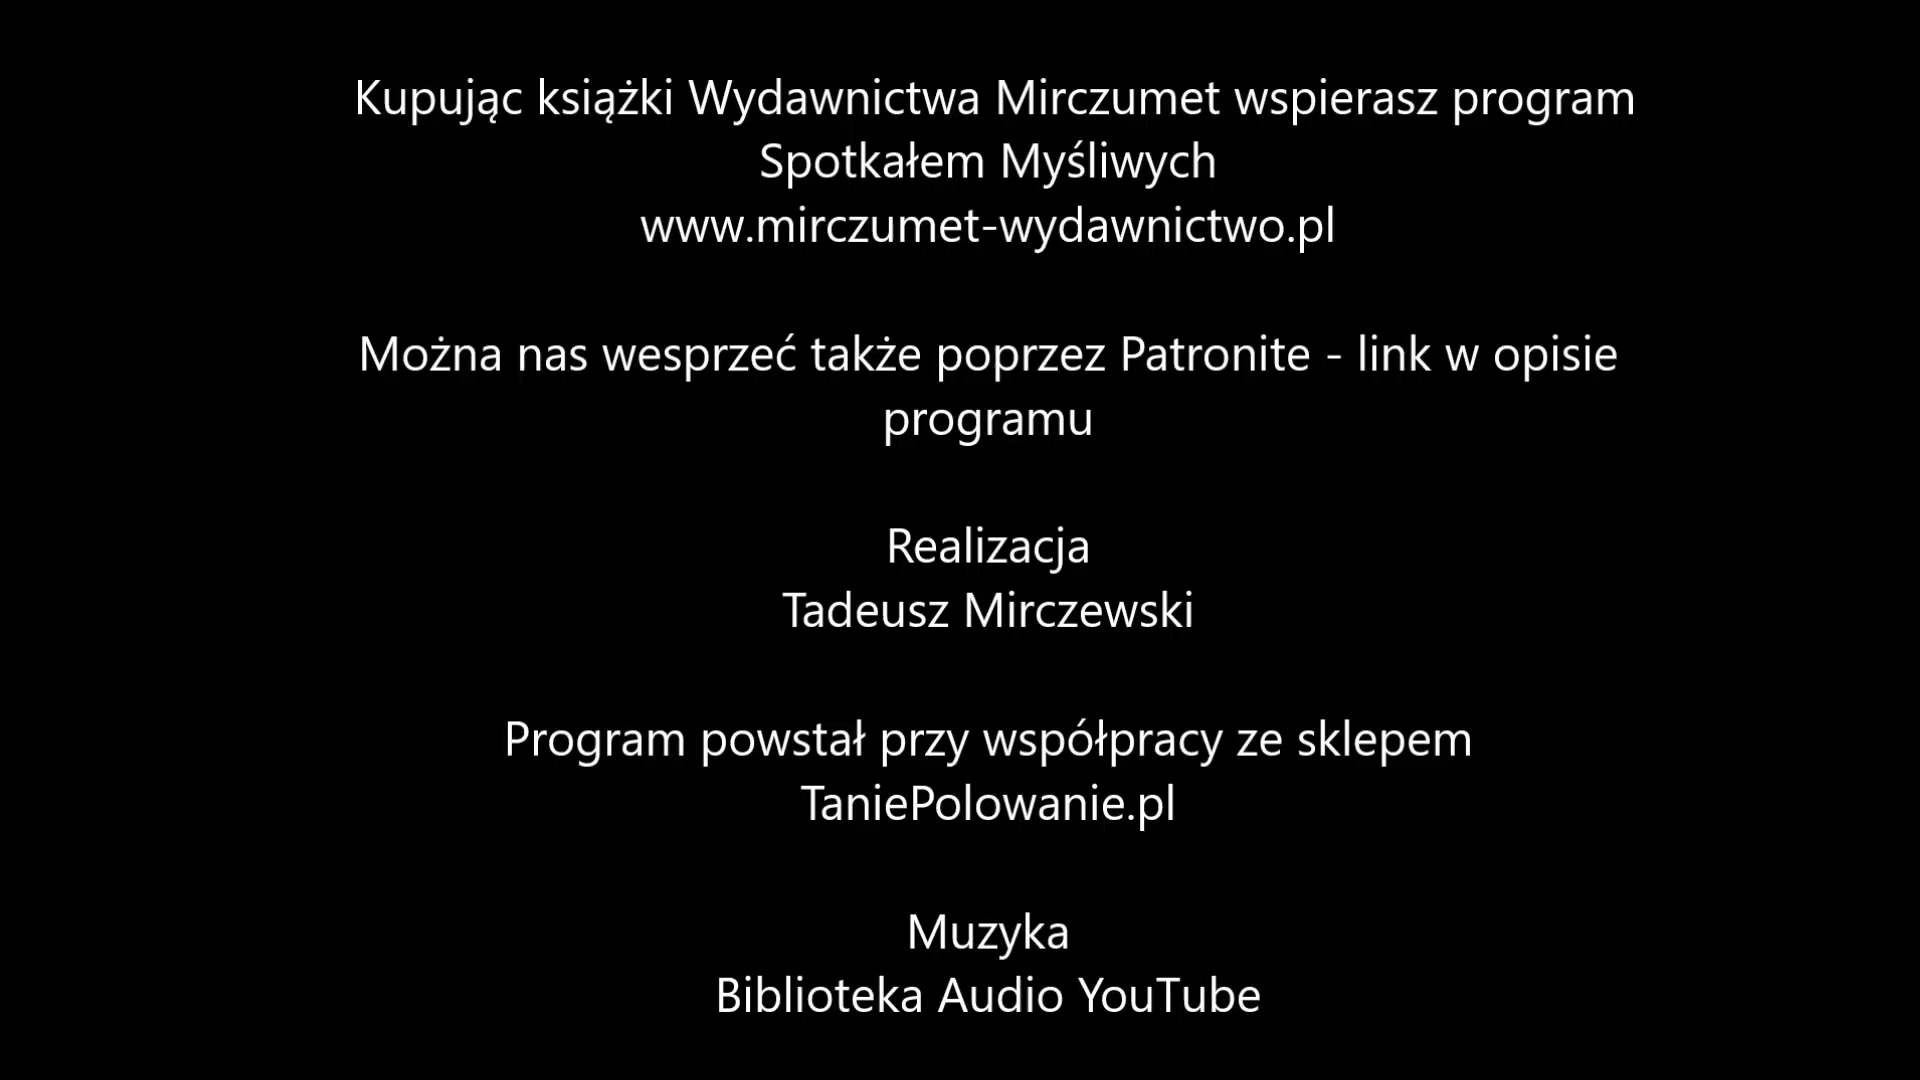 Kupując książki Wydawnictwa Mirczumet wspierasz program
Spotkałem Myśliwych
www.mirczumet-wydawnictwo.pl
Można nas wesprzeć także poprzez Patronite - link w opisie
programu
Realizacja
Tadeusz Mirczewski
Program powstał przy współpracy ze sklepem
TaniePolowanie.pl
Muzyka
Biblioteka Audio YouTube